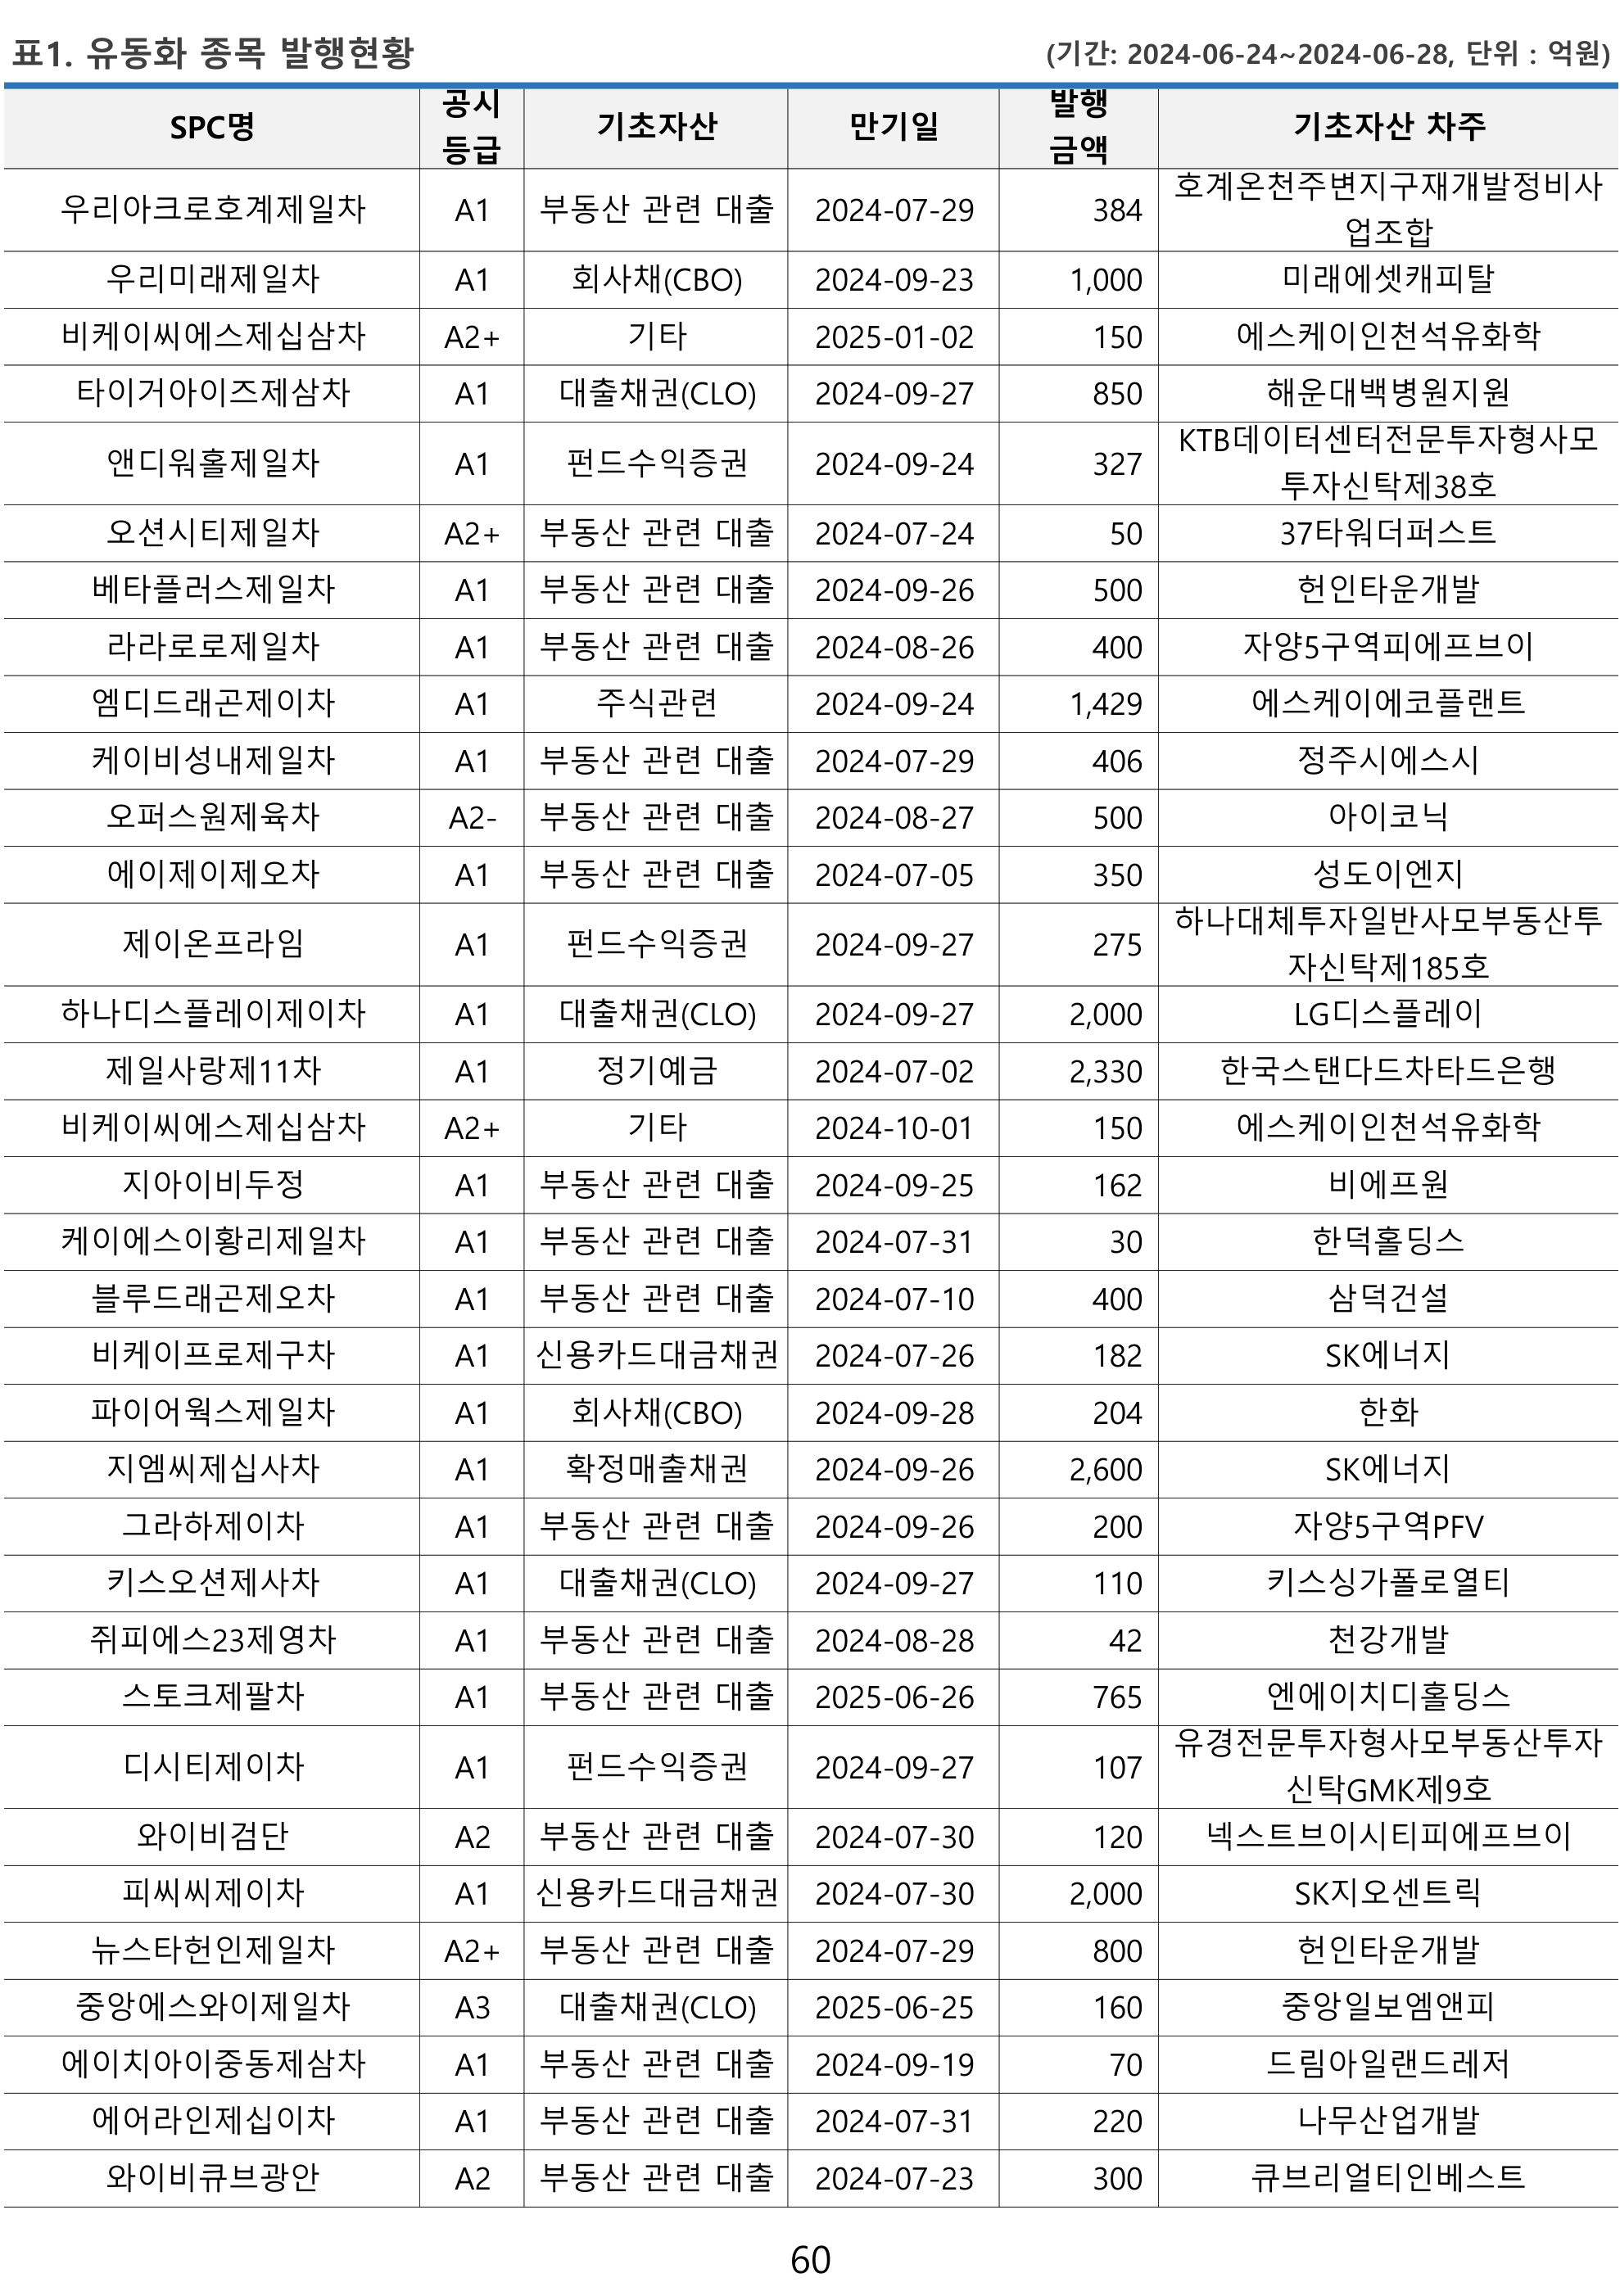 표1. 유동화 종목 발행현황 (기간: 2024-06-24~2024-06-28, 단위 : 억원)
SPC명 공시 등급 기초자산 만기일 발행 금액 기초자산 차주
우리아크로호계제일차 A1 부동산 관련 대출 2024-07-29 384 호계온천주변지구재개발정비사
업조합
우리미래제일차 A1 회사채(CBO) 2024-09-23 1,000 미래에셋캐피탈
비케이씨에스제십삼차 A2+ 기타 2025-01-02 150 에스케이인천석유화학
타이거아이즈제삼차 A1 대출채권(CLO) 2024-09-27 850 해운대백병원지원
앤디워홀제일차 A1 펀드수익증권 2024-09-24 327 KTB데이터센터전문투자형사모
투자신탁제38호
오션시티제일차 A2+ 부동산 관련 대출 2024-07-24 50 37타워더퍼스트
베타플러스제일차 A1 부동산 관련 대출 2024-09-26 500 헌인타운개발
라라로로제일차 A1 부동산 관련 대출 2024-08-26 400 자양5구역피에프브이
엠디드래곤제이차 A1 주식관련 2024-09-24 1,429 에스케이에코플랜트
케이비성내제일차 A1 부동산 관련 대출 2024-07-29 406 정주시에스시
오퍼스원제육차 A2- 부동산 관련 대출 2024-08-27 500 아이코닉
에이제이제오차 A1 부동산 관련 대출 2024-07-05 350 성도이엔지
제이온프라임 A1 펀드수익증권 2024-09-27 275 하나대체투자일반사모부동산투
자신탁제185호
하나디스플레이제이차 A1 대출채권(CLO) 2024-09-27 2,000 LG디스플레이
제일사랑제11차 A1 정기예금 2024-07-02 2,330 한국스탠다드차타드은행
비케이씨에스제십삼차 A2+ 기타 2024-10-01 150 에스케이인천석유화학
지아이비두정 A1 부동산 관련 대출 2024-09-25 162 비에프원
케이에스이황리제일차 A1 부동산 관련 대출 2024-07-31 30 한덕홀딩스
블루드래곤제오차 A1 부동산 관련 대출 2024-07-10 400 삼덕건설
비케이프로제구차 A1 신용카드대금채권 2024-07-26 182 SK에너지
파이어웍스제일차 A1 회사채(CBO) 2024-09-28 204 한화
지엠씨제십사차 A1 확정매출채권 2024-09-26 2,600 SK에너지
그라하제이차 A1 부동산 관련 대출 2024-09-26 200 자양5구역PFV
키스오션제사차 A1 대출채권(CLO) 2024-09-27 110 키스싱가폴로열티
쥐피에스23제영차 A1 부동산 관련 대출 2024-08-28 42 천강개발
스토크제팔차 A1 부동산 관련 대출 2025-06-26 765 엔에이치디홀딩스
디시티제이차 A1 펀드수익증권 2024-09-27 107 유경전문투자형사모부동산투자
신탁GMK제9호
와이비검단 A2 부동산 관련 대출 2024-07-30 120 넥스트브이시티피에프브이
피씨씨제이차 A1 신용카드대금채권 2024-07-30 2,000 SK지오센트릭
뉴스타헌인제일차 A2+ 부동산 관련 대출 2024-07-29 800 헌인타운개발
중앙에스와이제일차 A3 대출채권(CLO) 2025-06-25 160 중앙일보엠앤피
에이치아이중동제삼차 A1 부동산 관련 대출 2024-09-19 70 드림아일랜드레저
에어라인제십이차 A1 부동산 관련 대출 2024-07-31 220 나무산업개발
와이비큐브광안 A2 부동산 관련 대출 2024-07-23 300 큐브리얼티인베스트
60